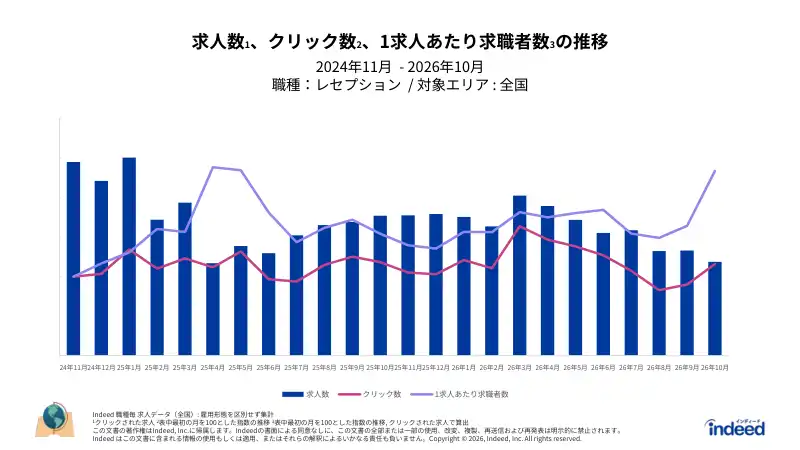 求人数1、クリック数2、1求人あたり求職者数3の推移
2024年11月 - 2026年10月
職種：レセプション / 対象エリア : 全国
24年11月 24年12月 25年1月 25年2月 25年3月 25年4月 25年5月 25年6月 25年7月 25年8月 25年9月 25年10月 25年11月 25年12月 26年1月 26年2月 26年3月 26年4月 26年5月 26年6月 26年7月 26年8月 26年9月 26年10月
求人数 クリック数 1求人あたり求職者数
Indeed 職種毎 求人データ（全国）: 雇用形態を区別せず集計
¹クリックされた求人 ²表中最初の月を100とした指数の推移 ³表中最初の月を100とした指数の推移, クリックされた求人で算出
この文書の著作権はIndeed, Inc.に帰属します。Indeedの書面による同意なしに、この文書の全部または一部の使用、改変、複製、再送信および再発表は明示的に禁止されます。
Indeed はこの文書に含まれる情報の使用もしくは適用、またはそれらの解釈によるいかなる責任も負いません。Copyright © 2026, Indeed, Inc. All rights reserved.
インディード
indeed